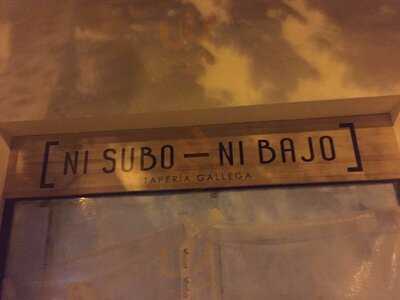 [NI SUBO — NI BAJO]
TAPERÍA GALLEGA